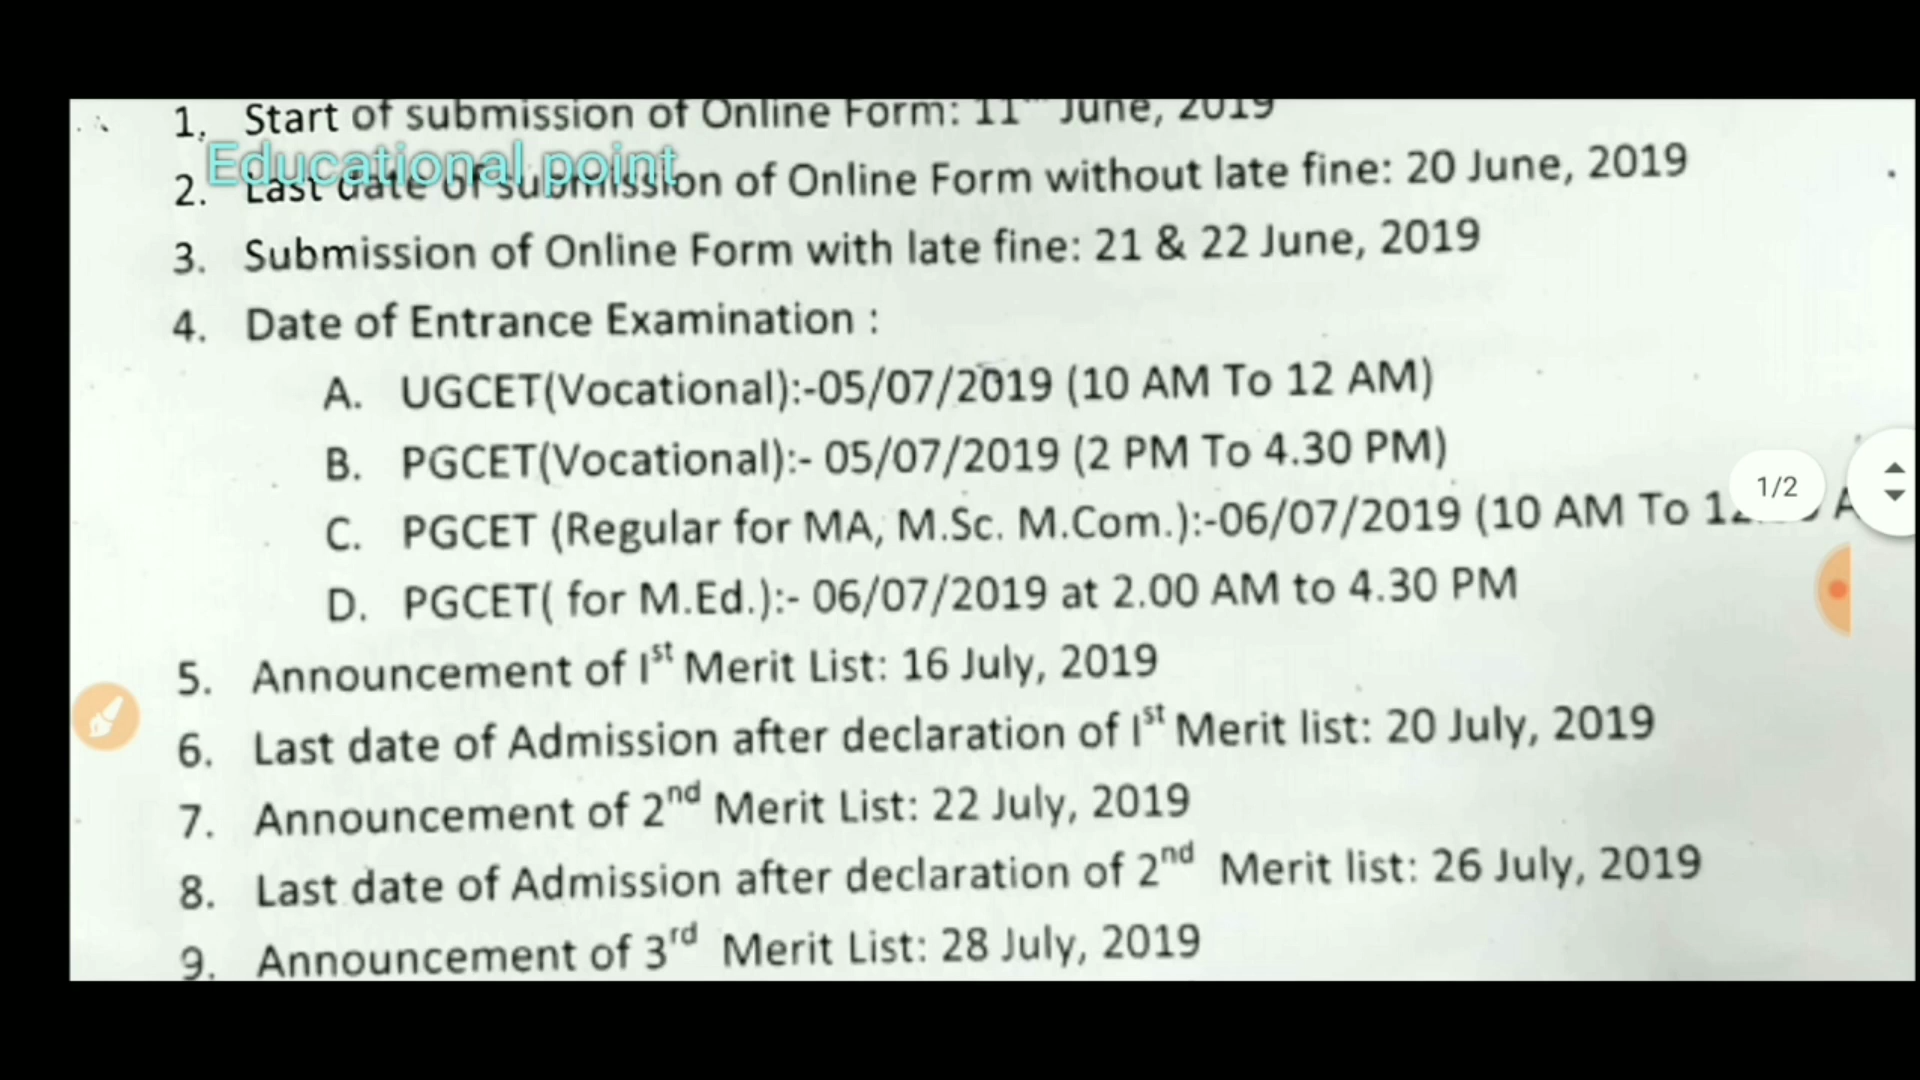 1. Start of submission of Online Form: 11th June, 2019
Educational point
2. Last date of submission of Online Form without late fine: 20 June, 2019
3. Submission of Online Form with late fine: 21 & 22 June, 2019
4. Date of Entrance Examination :
A. UGCET(Vocational):-05/07/2019 (10 AM To 12 AM)
B. PGCET(Vocational):- 05/07/2019 (2 PM To 4.30 PM)
1/2
C. PGCET (Regular for MA, M.Sc. M.Com.):-06/07/2019 (10 AM To
D. PGCET( for M.Ed.):- 06/07/2019 at 2.00 AM to 4.30 PM
5. Announcement of Ist Merit List: 16 July, 2019
6. Last date of Admission after declaration of Ist Merit list: 20 July, 2019
7. Announcement of 2nd Merit List: 22 July, 2019
8. Last date of Admission after declaration of 2nd Merit list: 26 July, 2019
9. Announcement of 3rd Merit List: 28 July, 2019